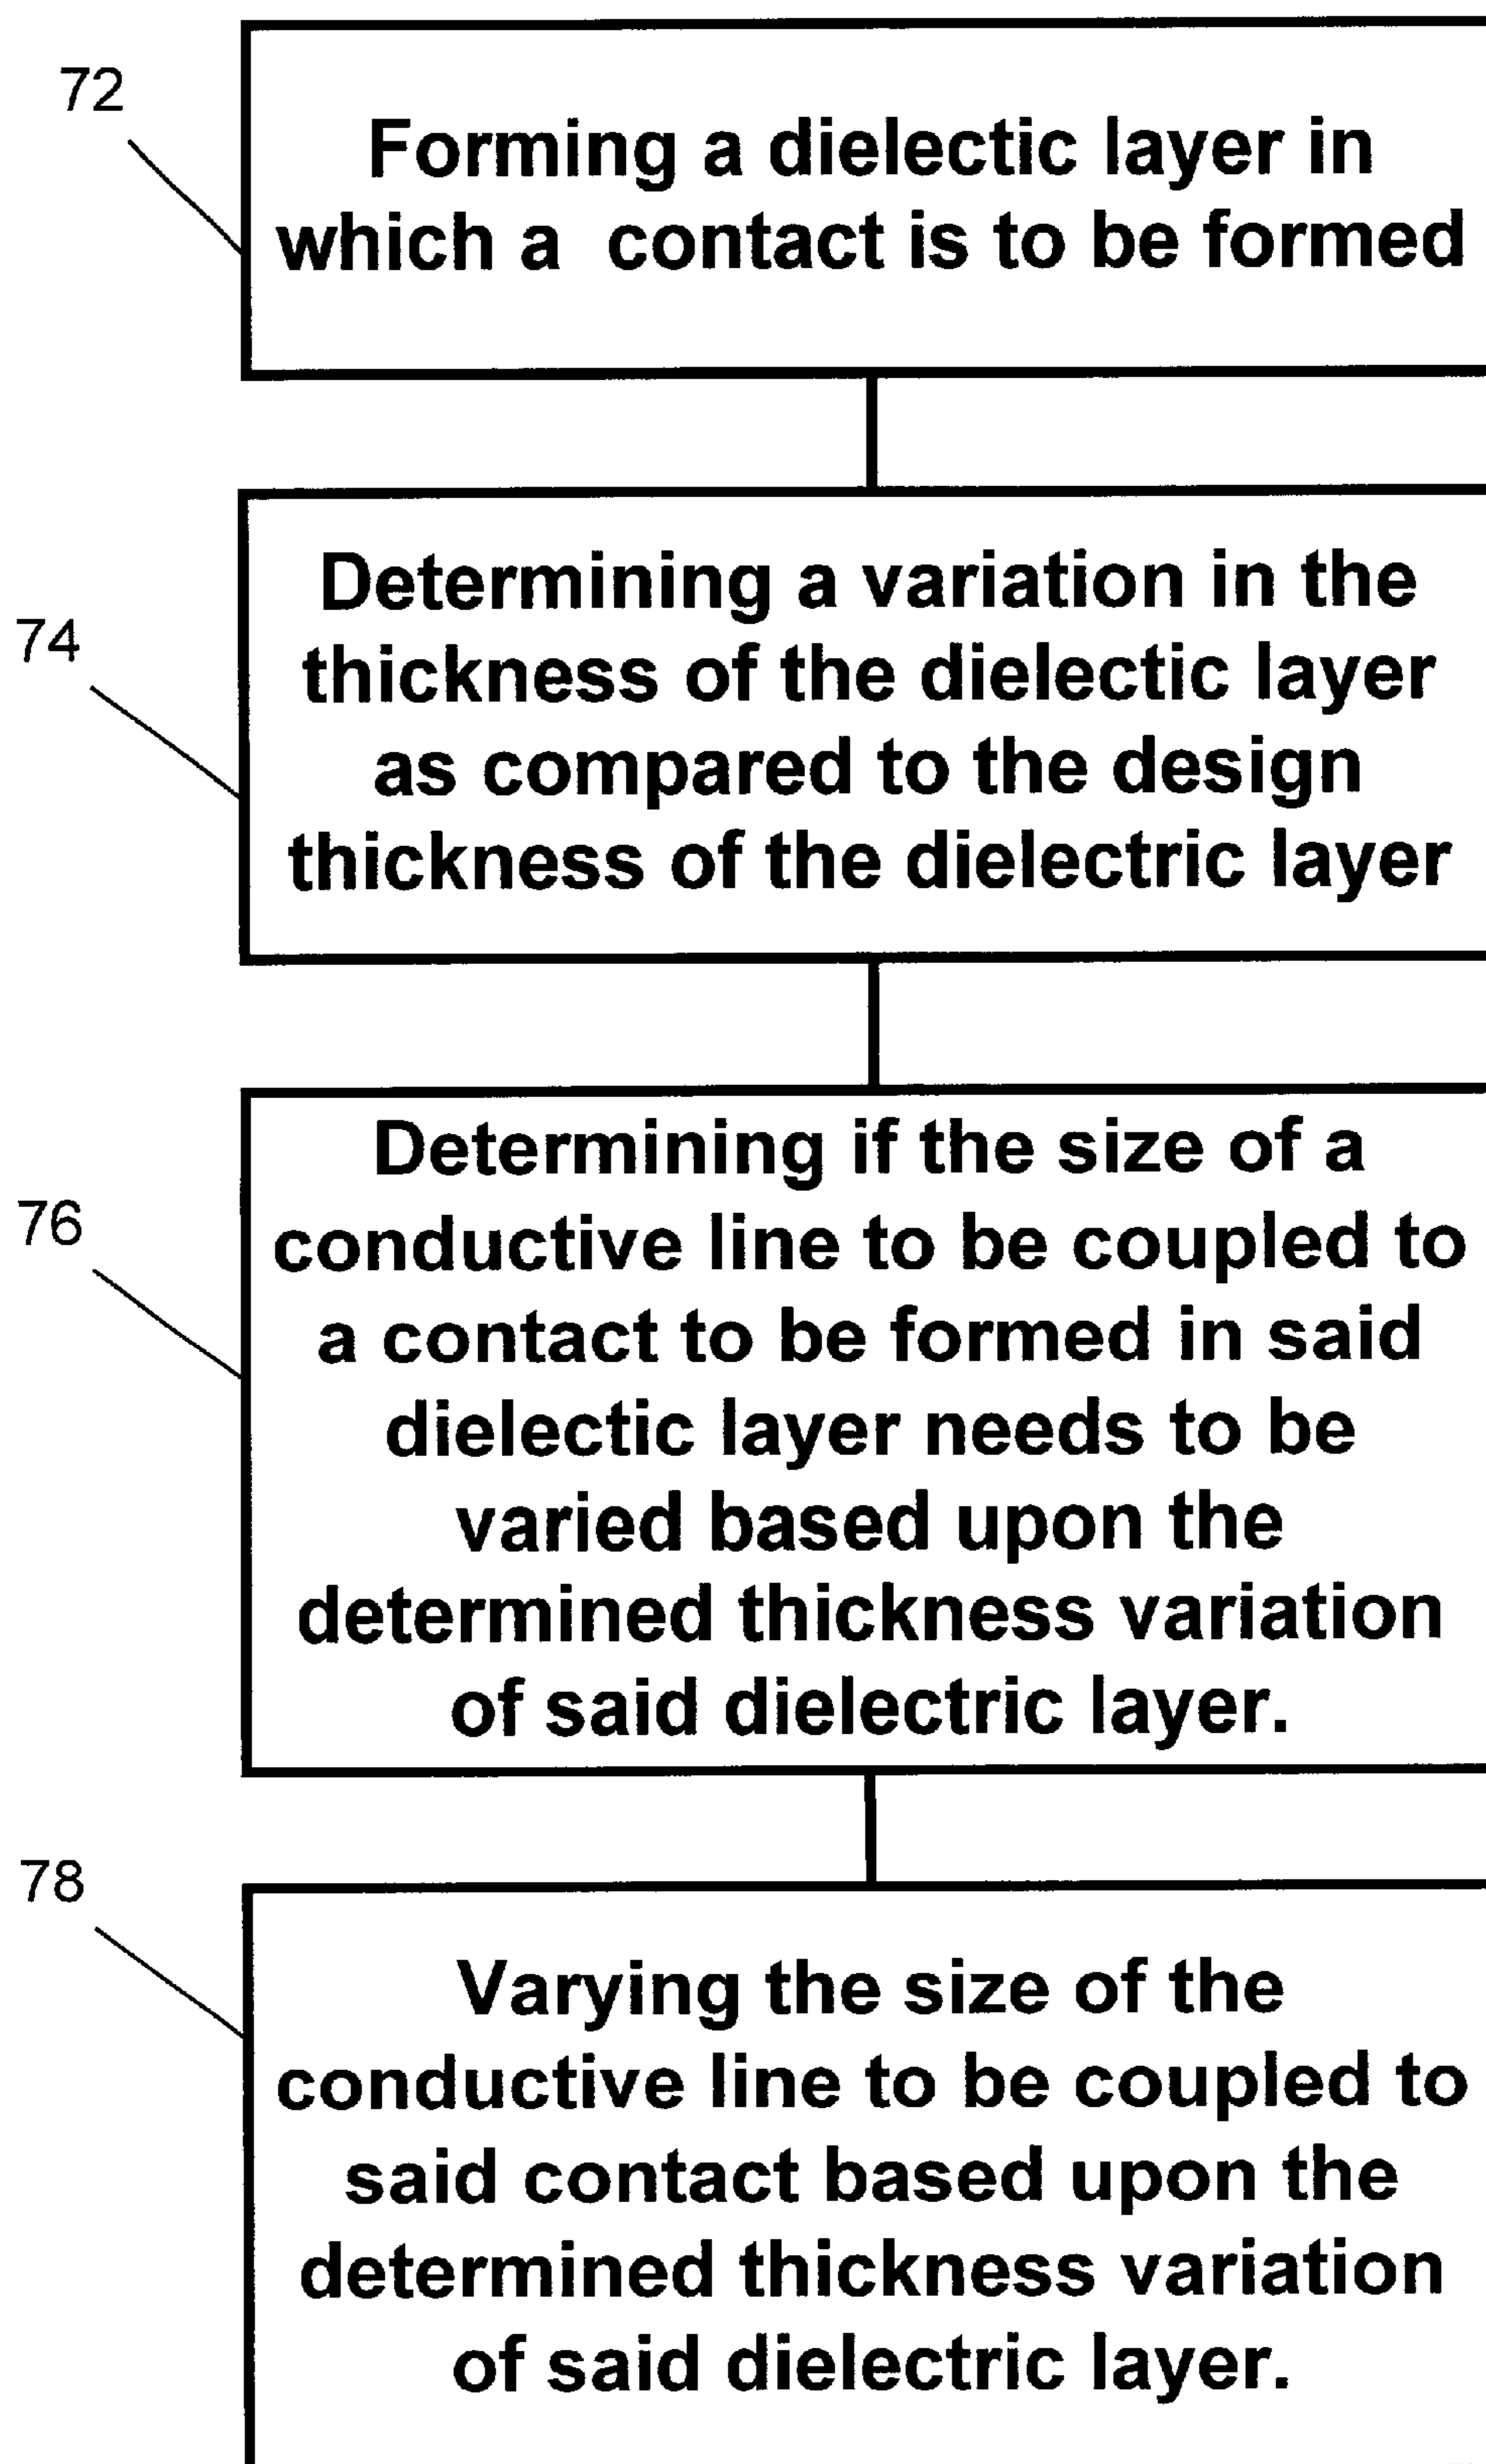 72
Forming a dielectic layer in
which a contact is to be formed
74
Determining a variation in the
thickness of the dielectic layer
as compared to the design
thickness of the dielectric layer
76
Determining if the size of a
conductive line to be coupled to
a contact to be formed in said
dielectic layer needs to be
varied based upon the
determined thickness variation
of said dielectric layer.
78
Varying the size of the
conductive line to be coupled to
said contact based upon the
determined thickness variation
of said dielectric layer.